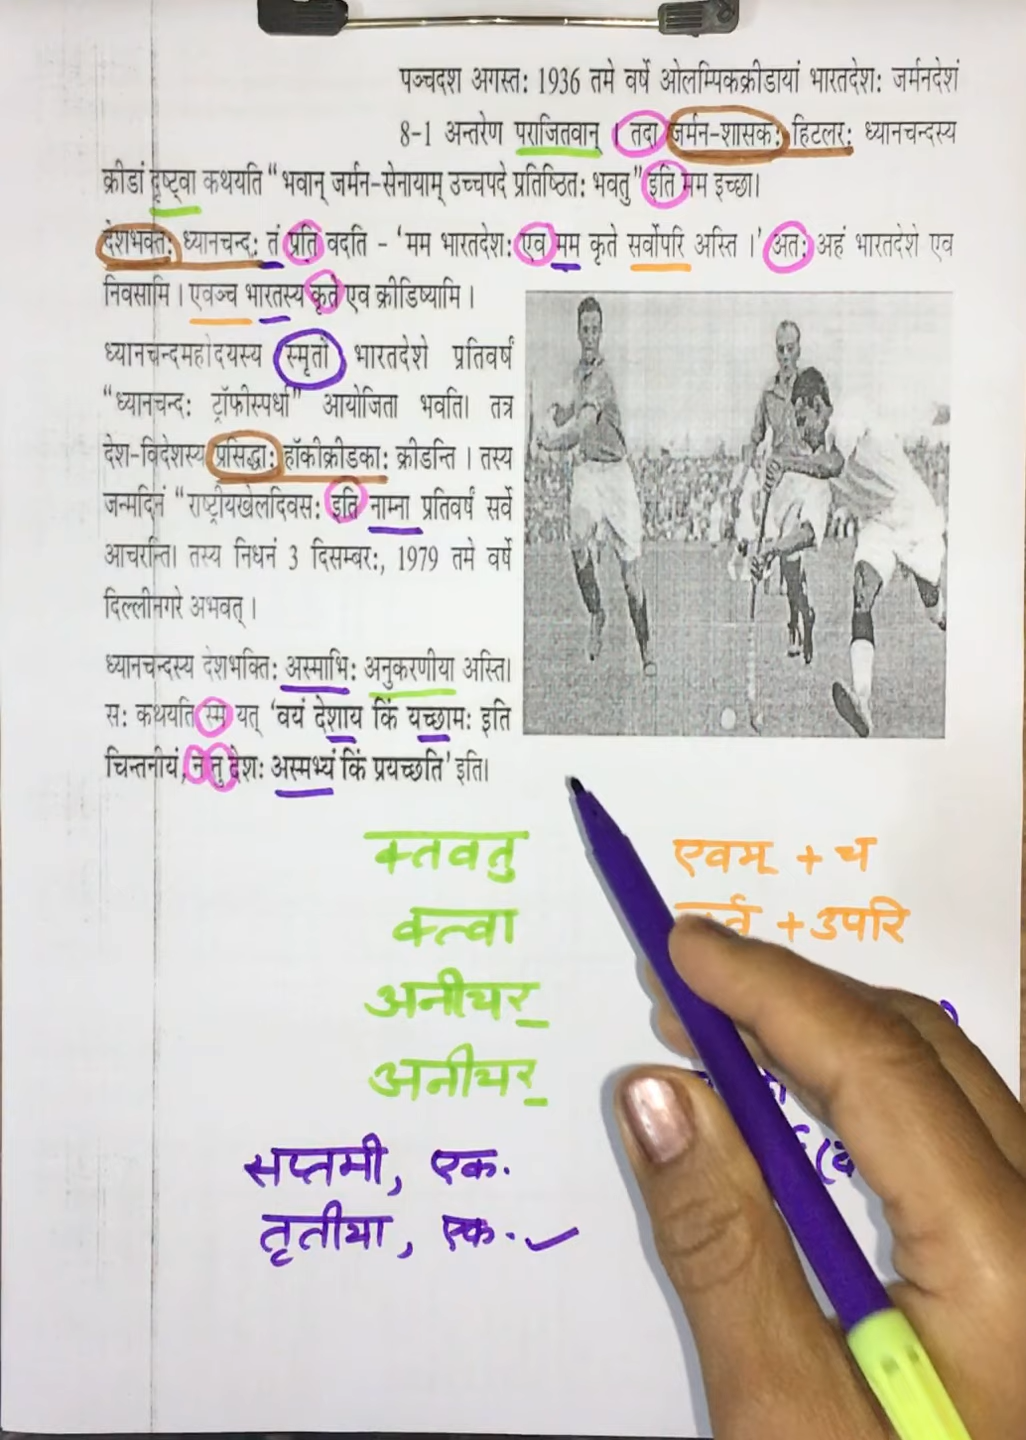 पञ्चदश अगस्तः 1936 तमे वर्षे ओलम्पिकक्रीडायां भारतदेशः जर्मनदेशं
8-1 अन्तरेण पराजितवान् । तदा जर्मन-शासकः हिटलरः ध्यानचन्दस्य
क्रीडां दृष्ट्वा कथयति “भवान् जर्मन-सेनायाम् उच्चपदे प्रतिष्ठितः भवतु” इति मम इच्छा।
देशभक्तः ध्यानचन्दः तं प्रति वदति - ‘मम भारतदेशः एव मम कृते सर्वोपरि अस्ति ।’ अतः अहं भारतदेशे एव
निवसामि । एवञ्च भारतस्य कृते एव क्रीडिष्यामि ।
ध्यानचन्दमहोदयस्य स्मृतौ भारतदेशे प्रतिवर्षं
“ध्यानचन्दः ट्रॉफीस्पर्धा” आयोजिता भवति। तत्र
देश-विदेशस्य प्रसिद्धाः हॉकीक्रीडकाः क्रीडन्ति । तस्य
जन्मदिनं “राष्ट्रीयखेलदिवसः इति नाम्ना प्रतिवर्षं सर्वे
आचरन्ति। तस्य निधनं 3 दिसम्बरः, 1979 तमे वर्षे
दिल्लीनगरे अभवत् ।
ध्यानचन्दस्य देशभक्तिः अस्माभिः अनुकरणीया अस्ति।
सः कथयति स्म यत् ‘वयं देशाय किं यच्छामः इति
चिन्तनीयं, न तु देशः अस्मभ्यं किं प्रयच्छति’ इति।
क्तवतु एवम् + च
क्त्वा + उपरि
अनीयर्
अनीयर्
सप्तमी, एक.
तृतीया, एक.